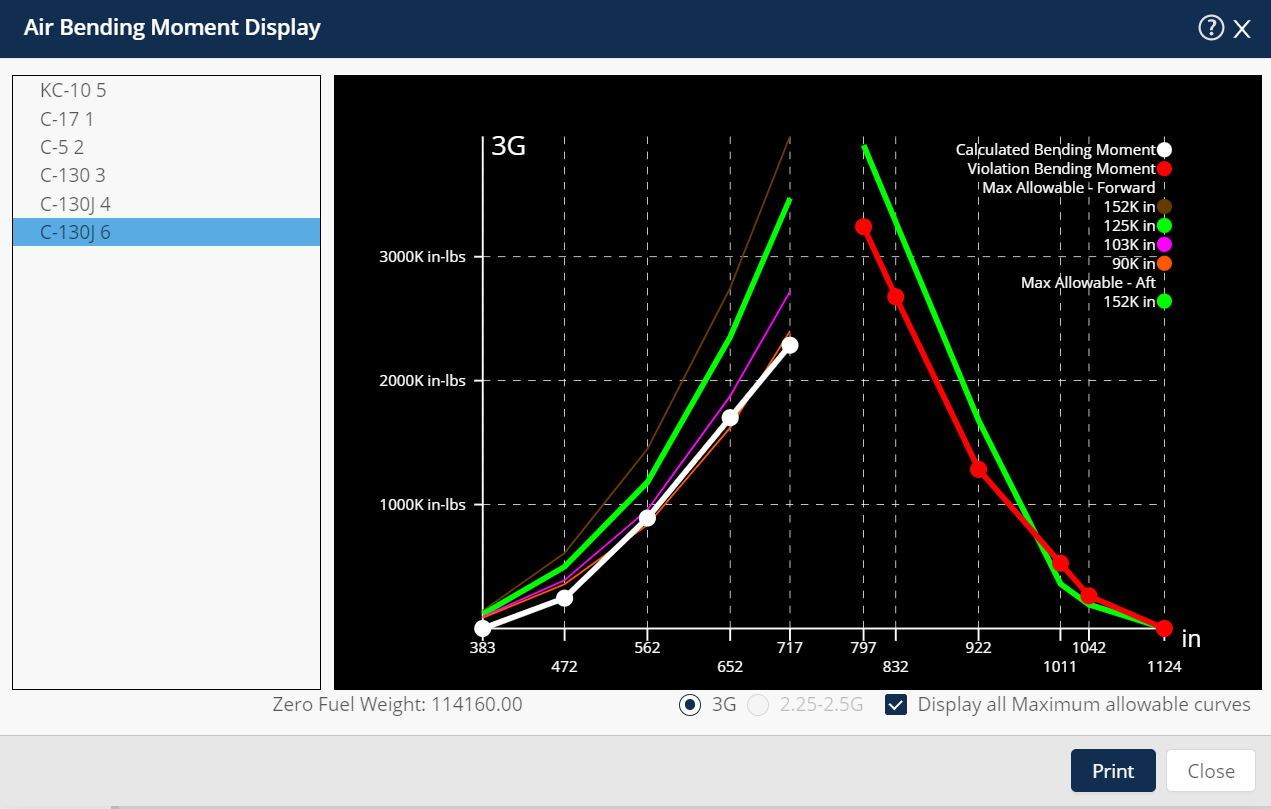 Air Bending Moment Display
? X
KC-10 5
C-17 1
C-5 2
C-130 3
C-130J 4
C-130J 6
3G
Calculated Bending Moment
Violation Bending Moment
Max Allowable - Forward
152K in
125K in
103K in
90K in
Max Allowable - Aft
152K in
3000K in-lbs
2000K in-lbs
1000K in-lbs
in
383 562 717 797 922 1042
472 652 832 1011 1124
Zero Fuel Weight: 114160.00 3G 2.25-2.5G Display all Maximum allowable curves
Print Close